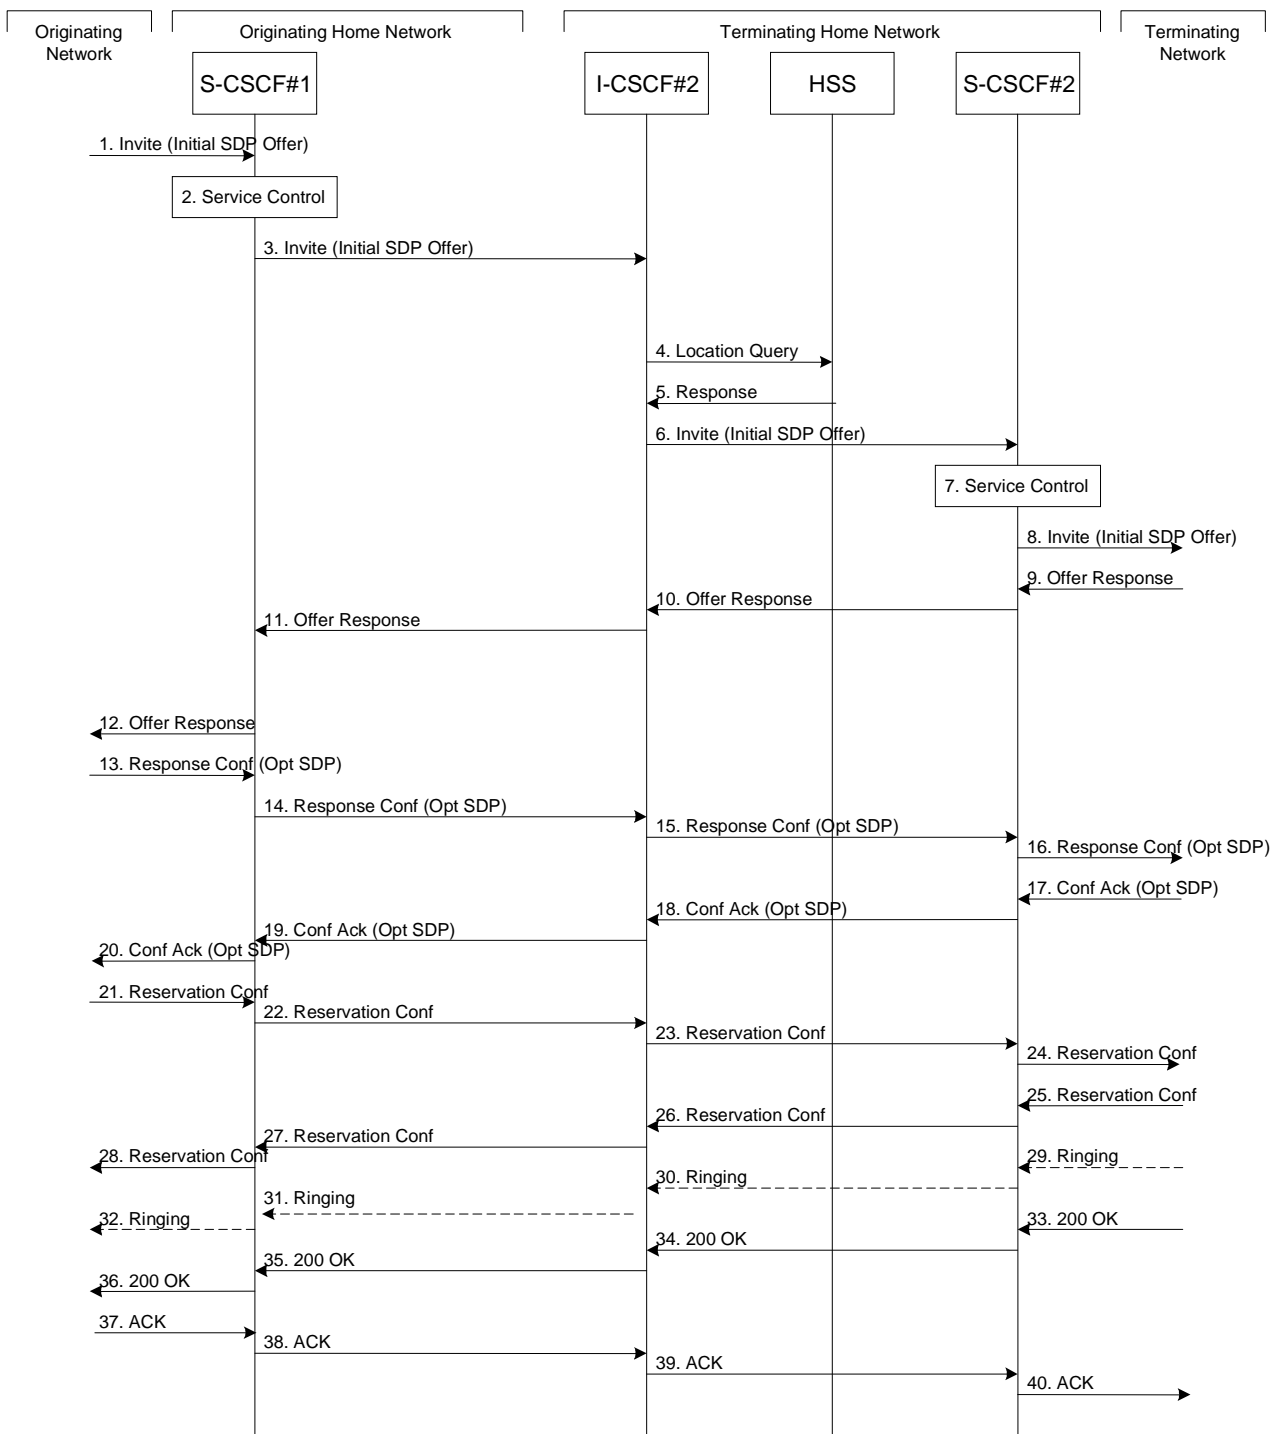 Originating
Network
Originating Home Network
Terminating Home Network
Terminating
Network
S-CSCF#1
I-CSCF#2
HSS
S-CSCF#2
1. Invite (Initial SDP Offer)
2. Service Control
3. Invite (Initial SDP Offer)
4. Location Query
5. Response
6. Invite (Initial SDP Offer)
7. Service Control
8. Invite (Initial SDP Offer)
9. Offer Response
10. Offer Response
11. Offer Response
12. Offer Response
13. Response Conf (Opt SDP)
14. Response Conf (Opt SDP)
15. Response Conf (Opt SDP)
16. Response Conf (Opt SDP)
17. Conf Ack (Opt SDP)
18. Conf Ack (Opt SDP)
19. Conf Ack (Opt SDP)
20. Conf Ack (Opt SDP)
21. Reservation Conf
22. Reservation Conf
23. Reservation Conf
24. Reservation Conf
25. Reservation Conf
26. Reservation Conf
27. Reservation Conf
28. Reservation Conf
29. Ringing
30. Ringing
31. Ringing
32. Ringing
33. 200 OK
34. 200 OK
35. 200 OK
36. 200 OK
37. ACK
38. ACK
39. ACK
40. ACK